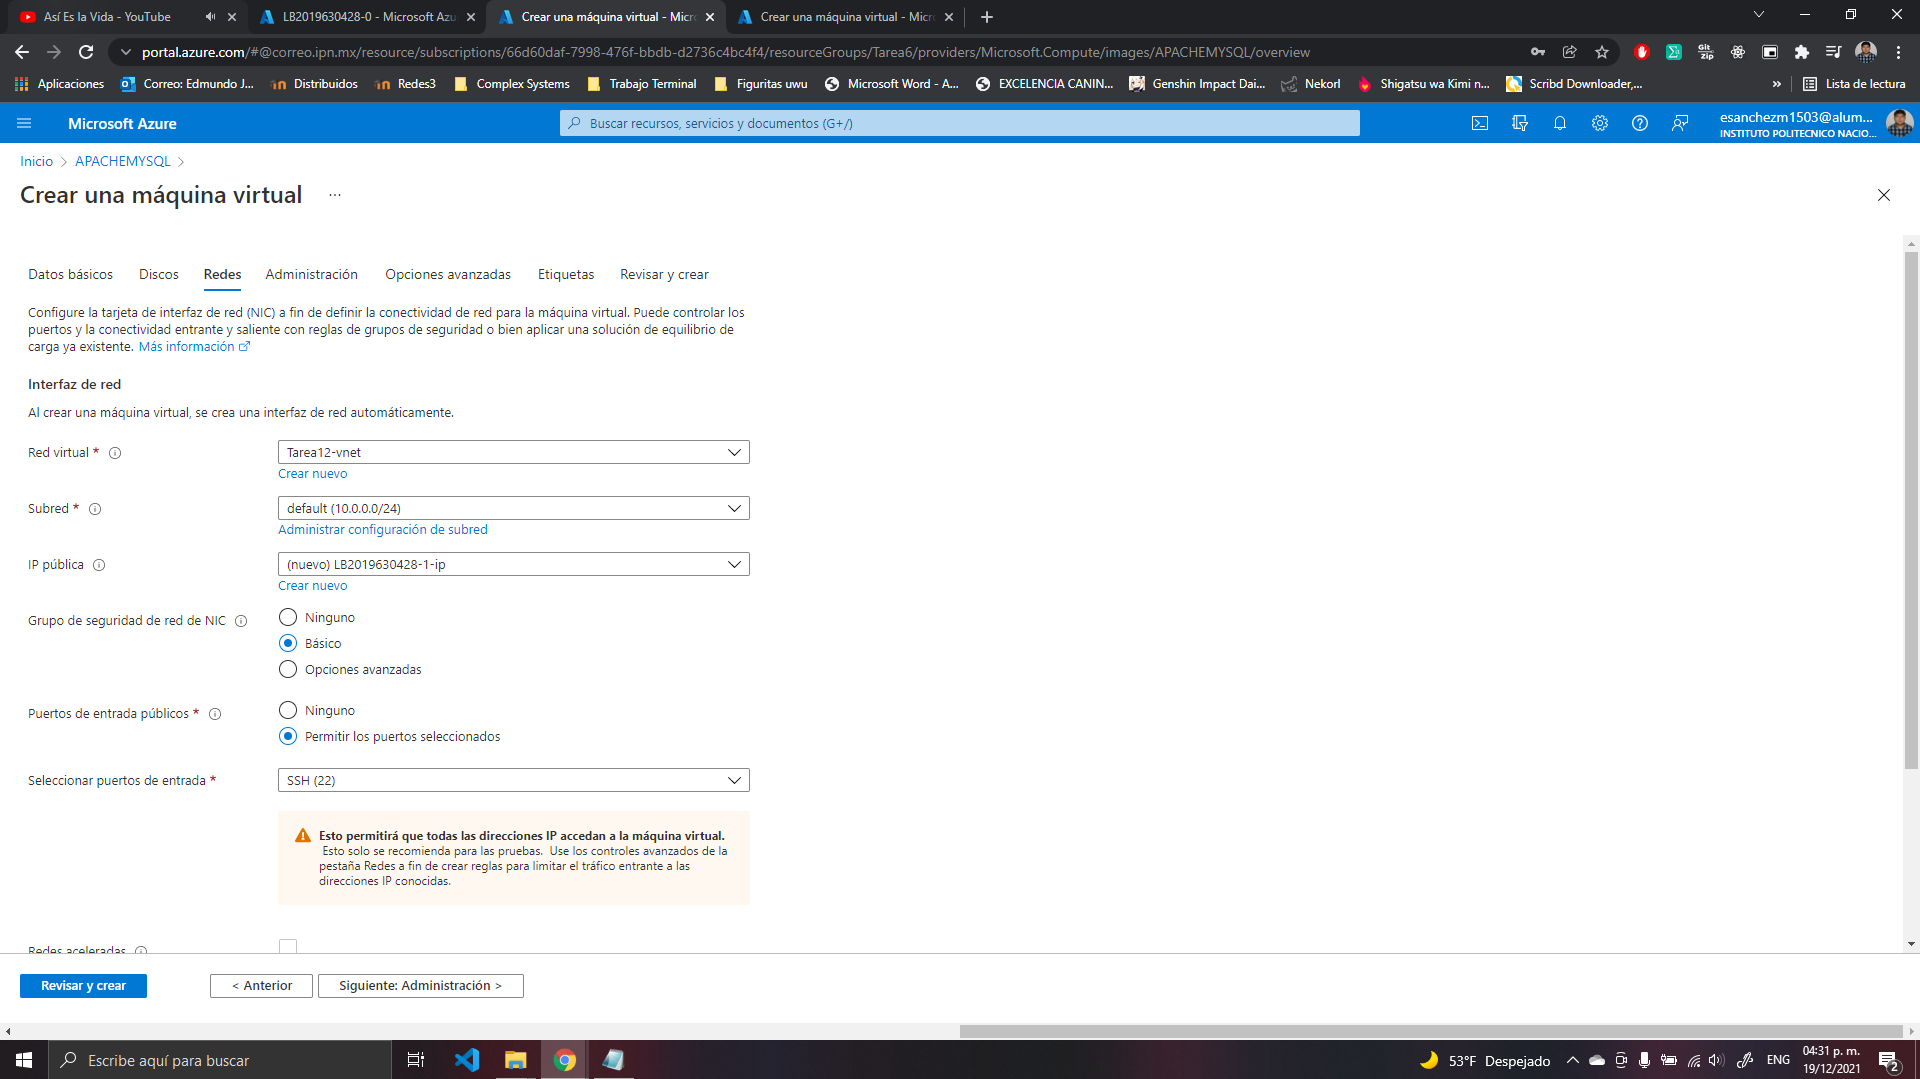 Así Es la Vida - YouTube
LB2019630428-0 - Microsoft Azu
Crear una máquina virtual - Micr
Crear una máquina virtual - Micr
portal.azure.com/#@correo.ipn.mx/resource/subscriptions/66d60daf-7998-476f-bbdb-d2736c4bc4f4/resourceGroups/Tarea6/providers/Microsoft.Compute/images/APACHEMYSQL/overview
Aplicaciones
Correo: Edmundo J...
Distribuidos
Redes3
Complex Systems
Trabajo Terminal
Figuritas uwu
Microsoft Word - A...
EXCELENCIA CANIN...
Genshin Impact Dai...
Nekorl
Shigatsu wa Kimi n...
Scribd Downloader,...
»
Lista de lectura
Microsoft Azure
Buscar recursos, servicios y documentos (G+/)
esanchezm1503@alum...
INSTITUTO POLITECNICO NACIO...
Inicio > APACHEMYSQL >
Crear una máquina virtual ...
Datos básicos
Discos
Redes
Administración
Opciones avanzadas
Etiquetas
Revisar y crear
Configure la tarjeta de interfaz de red (NIC) a fin de definir la conectividad de red para la máquina virtual. Puede controlar los
puertos y la conectividad entrante y saliente con reglas de grupos de seguridad o bien aplicar una solución de equilibrio de
carga ya existente. Más información
Interfaz de red
Al crear una máquina virtual, se crea una interfaz de red automáticamente.
Red virtual *
Tarea12-vnet
Crear nuevo
Subred *
default (10.0.0.0/24)
Administrar configuración de subred
IP pública
(nuevo) LB2019630428-1-ip
Crear nuevo
Grupo de seguridad de red de NIC
Ninguno
Básico
Opciones avanzadas
Puertos de entrada públicos *
Ninguno
Permitir los puertos seleccionados
Seleccionar puertos de entrada *
SSH (22)
Esto permitirá que todas las direcciones IP accedan a la máquina virtual.
Esto solo se recomienda para las pruebas. Use los controles avanzados de la
pestaña Redes a fin de crear reglas para limitar el tráfico entrante a las
direcciones IP conocidas.
Redes aceleradas
Revisar y crear
< Anterior
Siguiente: Administración >
Escribe aquí para buscar
53°F Despejado
ENG
04:31 p. m.
19/12/2021
2